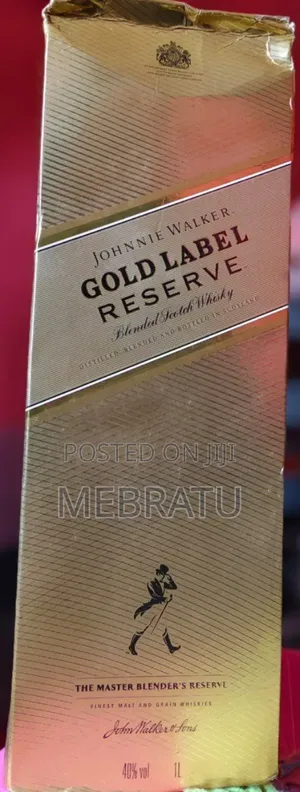 JOHNNIE WALKER
GOLD LABEL
RESERVE
Blended Scotch Whisky
DISTILLED, BLENDED AND BOTTLED IN SCOTLAND
POSTED ON JIJI
MEBRATU
THE MASTER BLENDER'S RESERVE
FINEST MALT AND GRAIN WHISKIES
John Walker & Sons
40% vol 1L